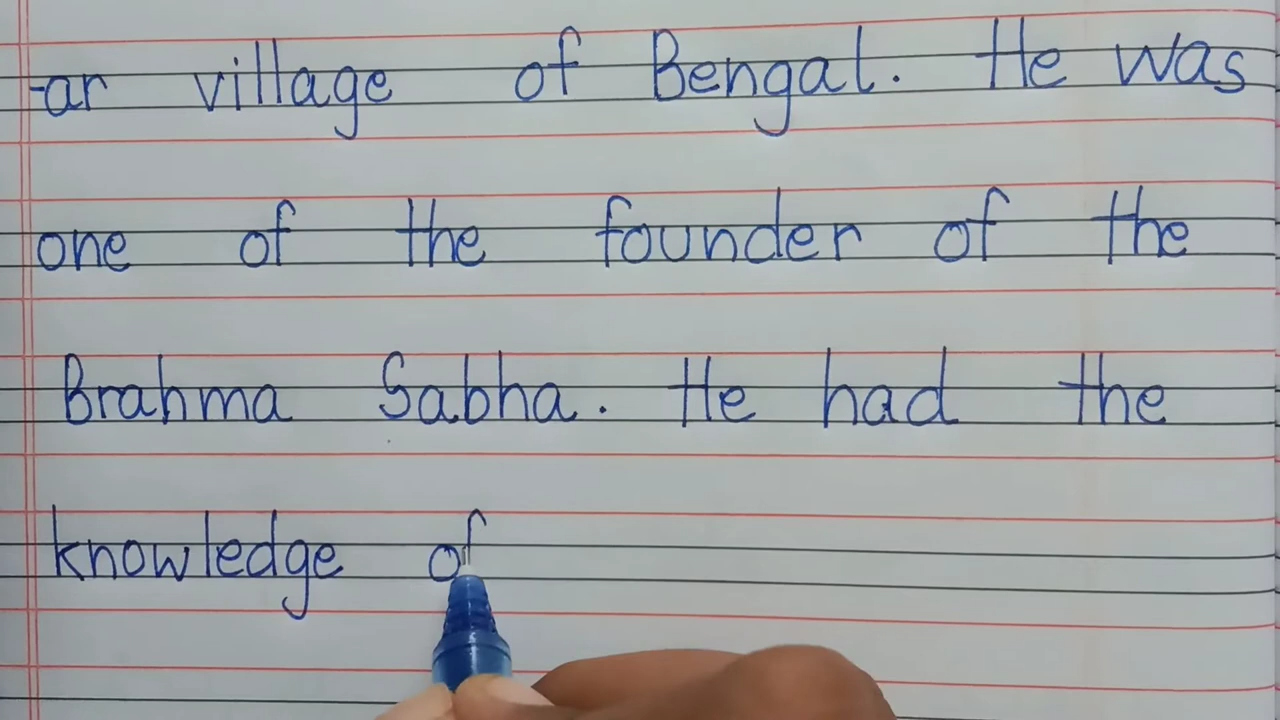 -ar village of Bengal. He was
one of the founder of the
Brahma Sabha. He had the
knowledge of